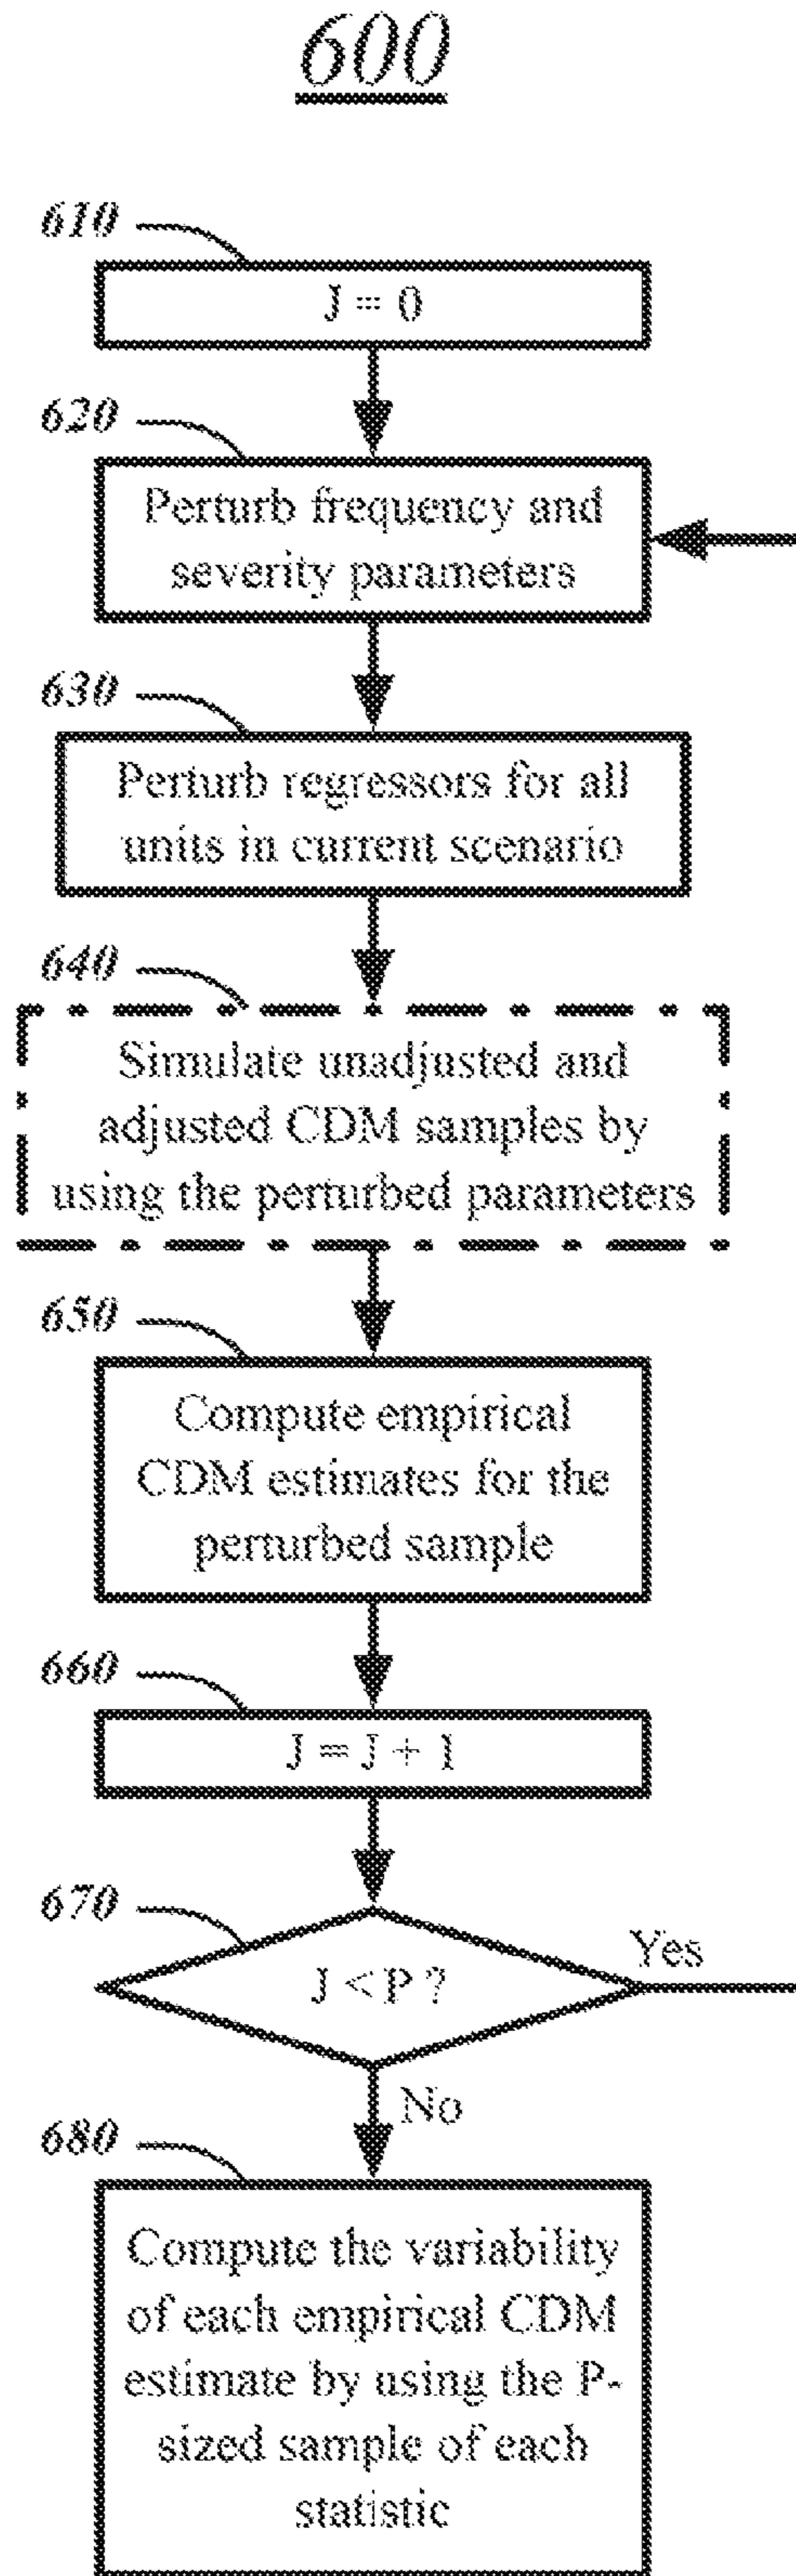 600
610
J = 0
620
Perturb frequency and
severity parameters
630
Perturb regressors for all
units in current scenario
640
Simulate unadjusted and
adjusted CDM samples by
using the perturbed parameters
650
Compute empirical
CDM estimates for the
perturbed sample
660
J = J + 1
670
J < P ?
Yes
No
680
Compute the variability
of each empirical CDM
estimate by using the P-
sized sample of each
statistic